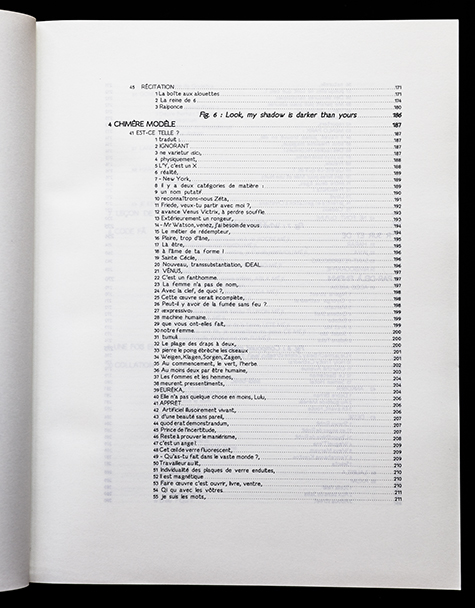 43 RÉCITATION 171
1 La boîte aux alouettes 171
2 La reine de é 174
3 Raiponce 180
Fig. 6 : Look, my shadow is darker than yours 186
4 CHIMÈRE MODÈLE 187
41 EST-CE TELLE ? 187
1 traduit : 187
2 IGNORANT 187
3 ne varietur (sic), 187
4 physiquement, 188
5 L'Y, c'est un X 188
6 réalité, 188
7 - New York, 189
8 il y a deux catégories de matière : 189
9 un nom putatif 190
10 reconnaîtrons-nous Zéta, 190
11 Friede, veux-tu partir avec moi ?, 191
12 avance Venus Victrix, à perdre souffle 192
13 Extérieurement un rongeur, 193
14 - Mr Watson, venez, j'ai besoin de vous 194
15 Le métier de rédempteur, 194
16 Plaire, trop d'âne, 195
17 Là être, 195
18 à l'âme de ta forme ! 195
19 Sainte Cécile, 196
20 Nouveau, transsubstantiation, IDEAL 196
21 VÉNUS, 197
22 C'est un fanthomme 197
23 La femme n'a pas de nom, 197
24 Avec la clef, de quoi ?, 198
25 Cette œuvre serait incomplète, 198
26 Peut-il y avoir de la fumée sans feu ? 198
27 (expressivo) 199
28 machine humaine 199
29 que vous ont-elles fait, 199
30 notre femme 199
31 tumuli 200
32 Le plage des draps à deux, 200
33 pierre le poing ébrèche les ciseaux 201
34 Weigen, Klagen, Sorgen, Zagen, 201
35 Au commencement, le vert, l'herbe 202
36 Au moins deux par être humaine, 202
37 Les fommes et les hemmes, 203
38 meurent, pressentiments, 203
39 EURÉKA, 204
40 Elle n'a pas quelque chose en moins, Lulu, 204
41 APPRÊT 205
42 Artificiel illusoirement vivant, 206
43 d'une beauté sans pareil, 206
44 quod erat demonstrandum, 206
45 Prince de l'incertitude, 207
46 Reste à prouver le maniérisme, 208
47 c'est un ange ! 208
48 Cet œil de verre fluorescent, 209
49 - Qu'as-tu fait dans le vaste monde ?, 209
50 Travailleur au lit, 210
51 Individualité des plaques de verre enduites, 210
52 Il est magnétique 210
53 Faire œuvre c'est ouvrir, livre, ventre, 210
54 Qi qu avec les vôtres 211
55 je suis les mots, 211